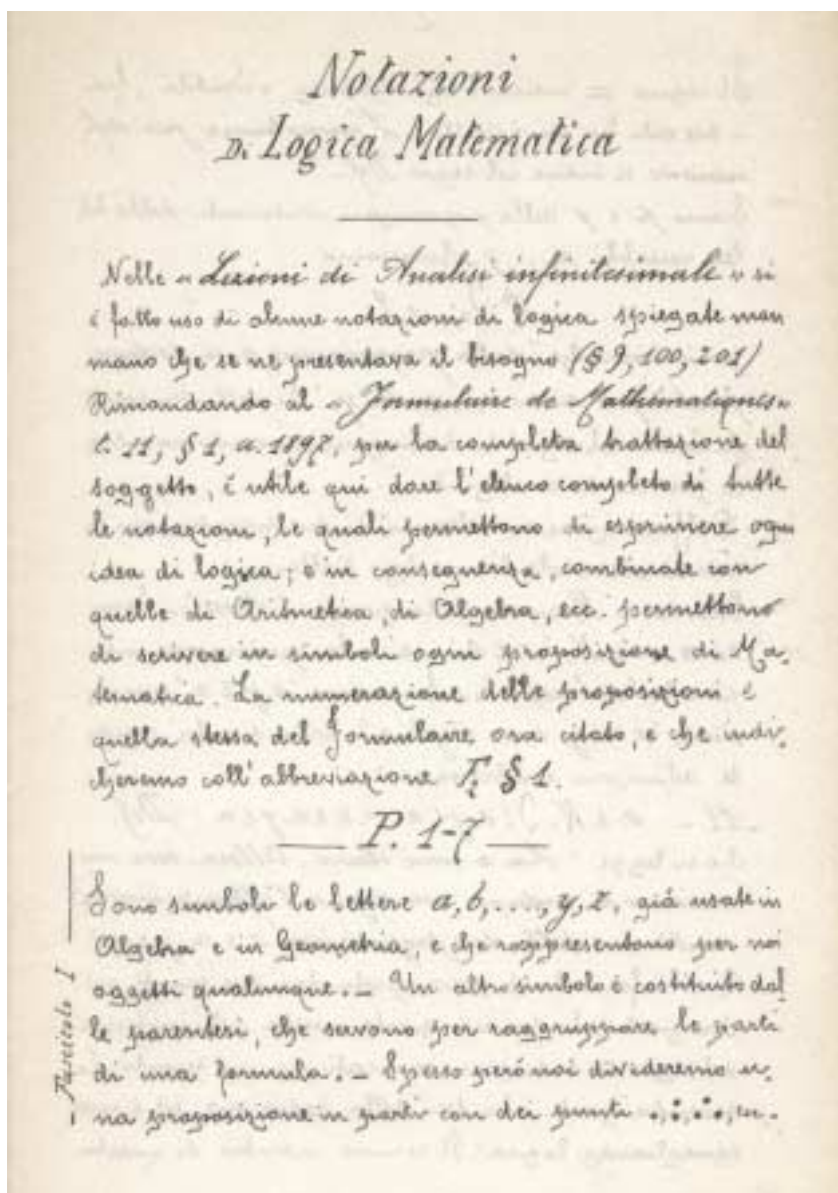 Notazioni
Di Logica Matematica
Nelle « Lezioni di Analisi infinitesimale » si
è fatto uso di alcune notazioni di logica spiegate man
mano che se ne presentava il bisogno (§ 9, 100, 201)
Rimandando al « Formulaire de Mathématiques »
t. II, § 1, a. 1897, per la completa trattazione del
soggetto, è utile qui dare l'elenco completo di tutte
le notazioni, le quali permettono di esprimere ogni
idea di logica; e in conseguenza, combinate con
quelle di Aritmetica, di Algebra, ecc. permettono
di scrivere in simboli ogni proposizione di Ma-
tematica. La numerazione delle proposizioni è
quella stessa del Formulaire ora citato, e che indi-
cheremo coll'abbreviazione § 1.
P. 1-7
Sono simboli le lettere a, b, ...., y, z, già usate in
Algebra e in Geometria, e che rappresentano per noi
oggetti qualunque. – Un altro simbolo è costituito dal
le parentesi, che servono per raggruppare le parti
di una formula. – Spesso però noi divideremo u-
na proposizione in parti con dei punti ., :, .:, ::, ecc.
Fascicolo I